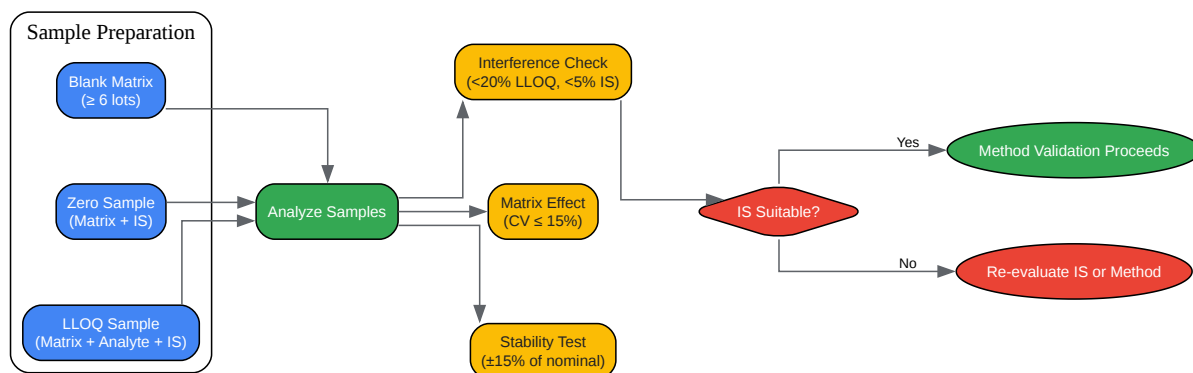 Sample Preparation
Blank Matrix
(≥ 6 lots)
Zero Sample
(Matrix + IS)
LLOQ Sample
(Matrix + Analyte + IS)
Analyze Samples
Interference Check
(<20% LLOQ, <5% IS)
Matrix Effect
(CV ≤ 15%)
Stability Test
(±15% of nominal)
IS Suitable?
Yes
Method Validation Proceeds
No
Re-evaluate IS or Method